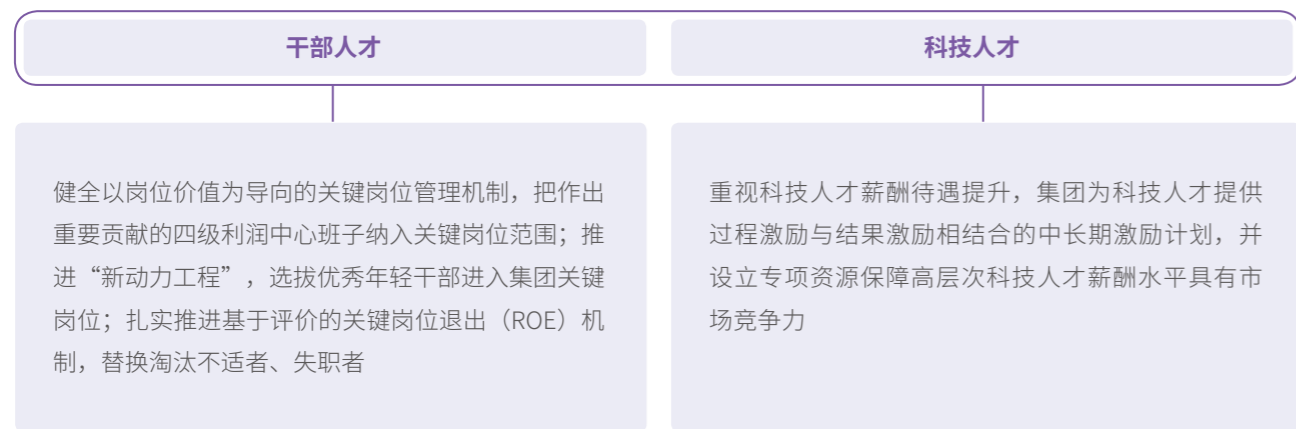 干部人才
科技人才
健全以岗位价值为导向的关键岗位管理机制，把作出
重要贡献的四级利润中心班子纳入关键岗位范围；推
进“新动力工程”，选拔优秀年轻干部进入集团关键
岗位；扎实推进基于评价的关键岗位退出（ROE）机
制，替换淘汰不适者、失职者
重视科技人才薪酬待遇提升，集团为科技人才提供
过程激励与结果激励相结合的中长期激励计划，并
设立专项资源保障高层次科技人才薪酬水平具有市
场竞争力